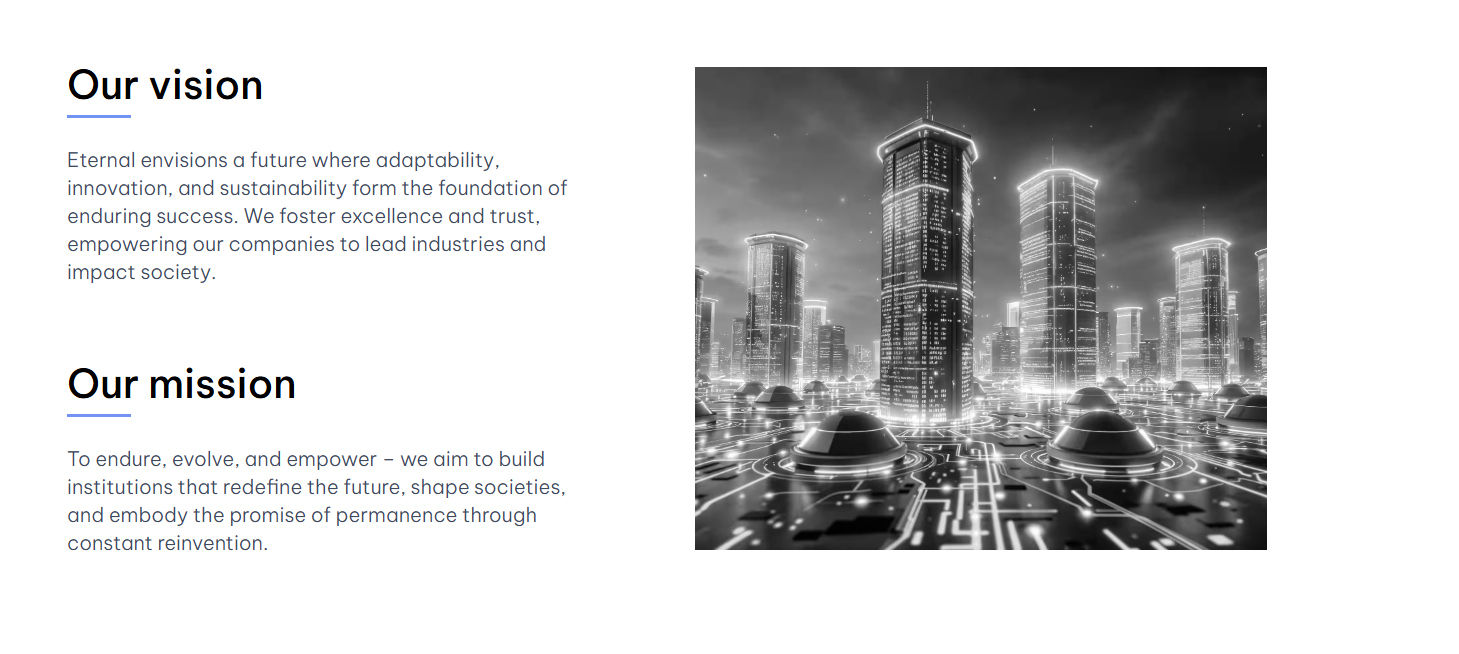 Our vision
Eternal envisions a future where adaptability,
innovation, and sustainability form the foundation of
enduring success. We foster excellence and trust,
empowering our companies to lead industries and
impact society.
Our mission
To endure, evolve, and empower – we aim to build
institutions that redefine the future, shape societies,
and embody the promise of permanence through
constant reinvention.